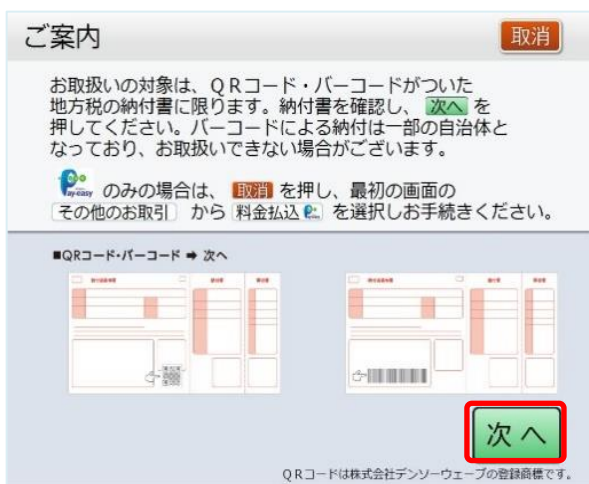 ご案内
取消
お取扱いの対象は、QRコード・バーコードがついた
地方税の納付書に限ります。納付書を確認し、 次へ を
押してください。バーコードによる納付は一部の自治体と
なっており、お取扱いできない場合がございます。
Pay-easy のみの場合は、 取消 を押し、最初の画面の
その他のお取引 から 料金払込 を選択しお手続きください。
■QRコード・バーコード ➡ 次へ
次へ
QRコードは株式会社デンソーウェーブの登録商標です。